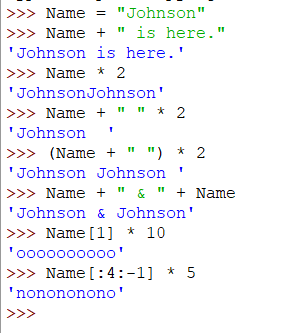 >>> Name = "Johnson"
>>> Name + " is here."
'Johnson is here.'
>>> Name * 2
'JohnsonJohnson'
>>> Name + " " * 2
'Johnson  '
>>> (Name + " ") * 2
'Johnson Johnson '
>>> Name + " & " + Name
'Johnson & Johnson'
>>> Name[1] * 10
'oooooooooo'
>>> Name[:4:-1] * 5
'nononononono'
>>>